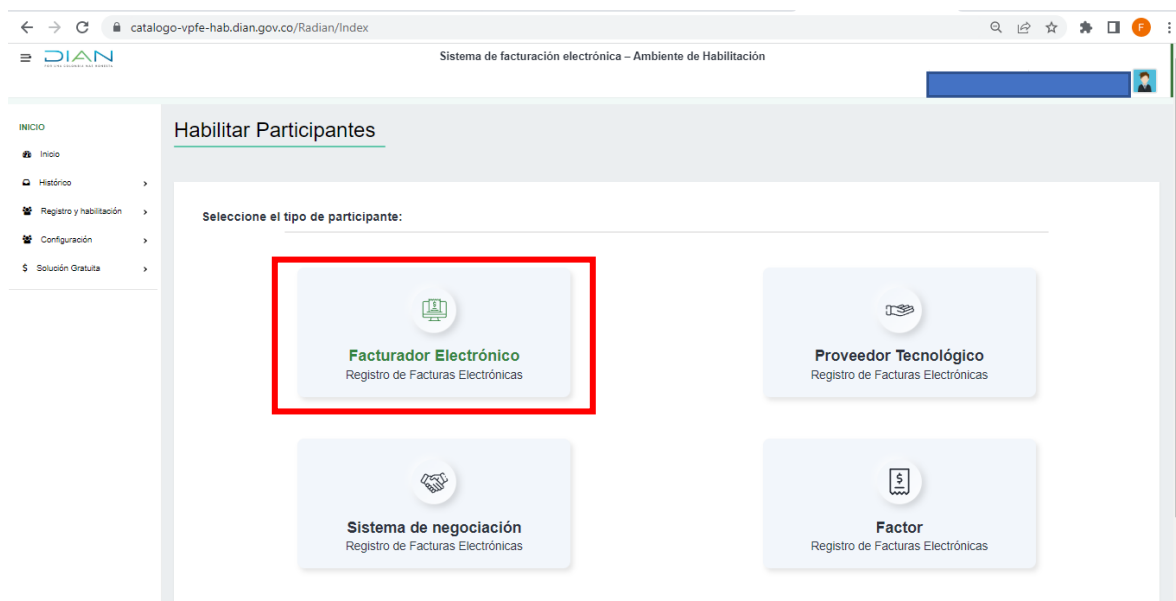 catalogo-vpfe-hab.dian.gov.co/Radian/Index
F
DIAN
Sistema de facturación electrónica – Ambiente de Habilitación
INICIO
Inicio
Histórico
Registro y habilitación
Configuración
$ Solución Gratuita
Habilitar Participantes
Seleccione el tipo de participante:
Facturador Electrónico
Registro de Facturas Electrónicas
Proveedor Tecnológico
Registro de Facturas Electrónicas
Sistema de negociación
Registro de Facturas Electrónicas
Factor
Registro de Facturas Electrónicas